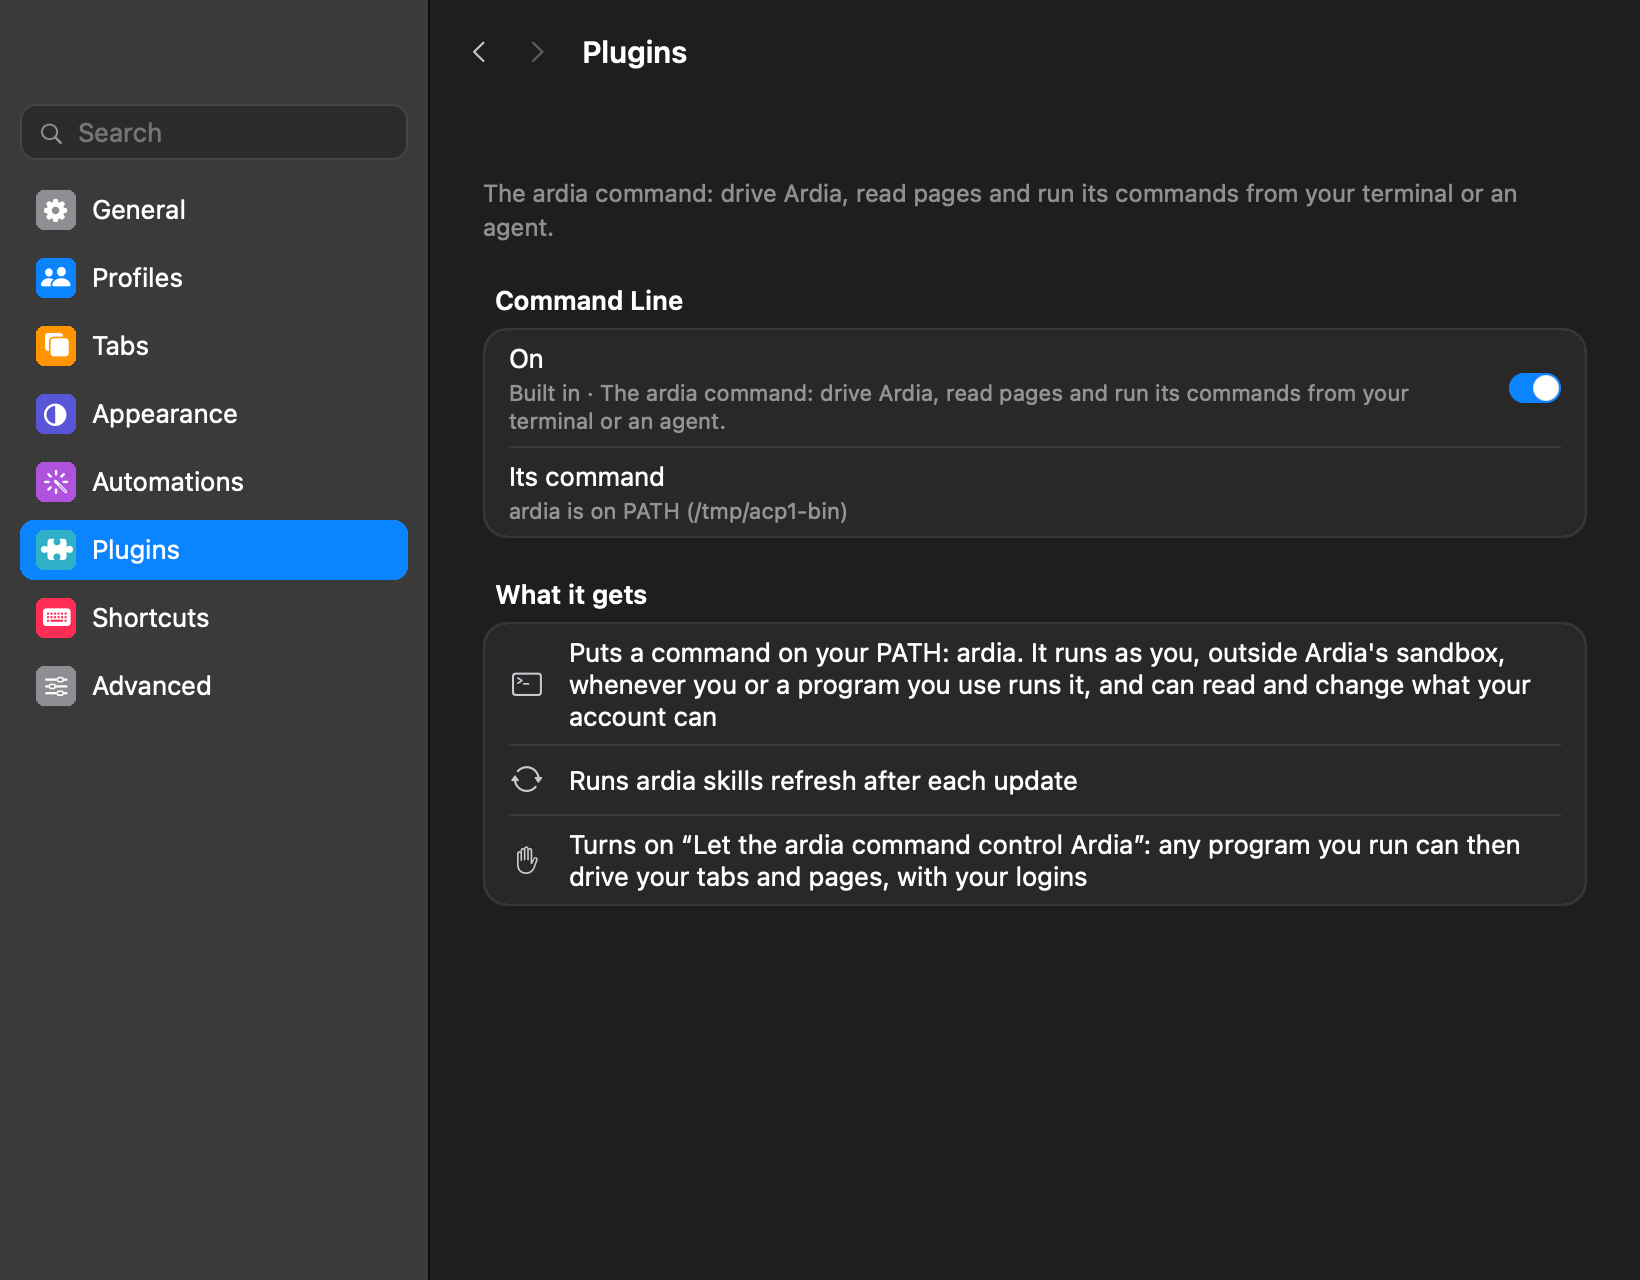 Plugins
Search
General
Profiles
Tabs
Appearance
Automations
Plugins
Shortcuts
Advanced
The ardia command: drive Ardia, read pages and run its commands from your terminal or an
agent.
Command Line
On
Built in · The ardia command: drive Ardia, read pages and run its commands from your
terminal or an agent.
Its command
ardia is on PATH (/tmp/acp1-bin)
What it gets
Puts a command on your PATH: ardia. It runs as you, outside Ardia's sandbox,
whenever you or a program you use runs it, and can read and change what your
account can
Runs ardia skills refresh after each update
Turns on “Let the ardia command control Ardia”: any program you run can then
drive your tabs and pages, with your logins